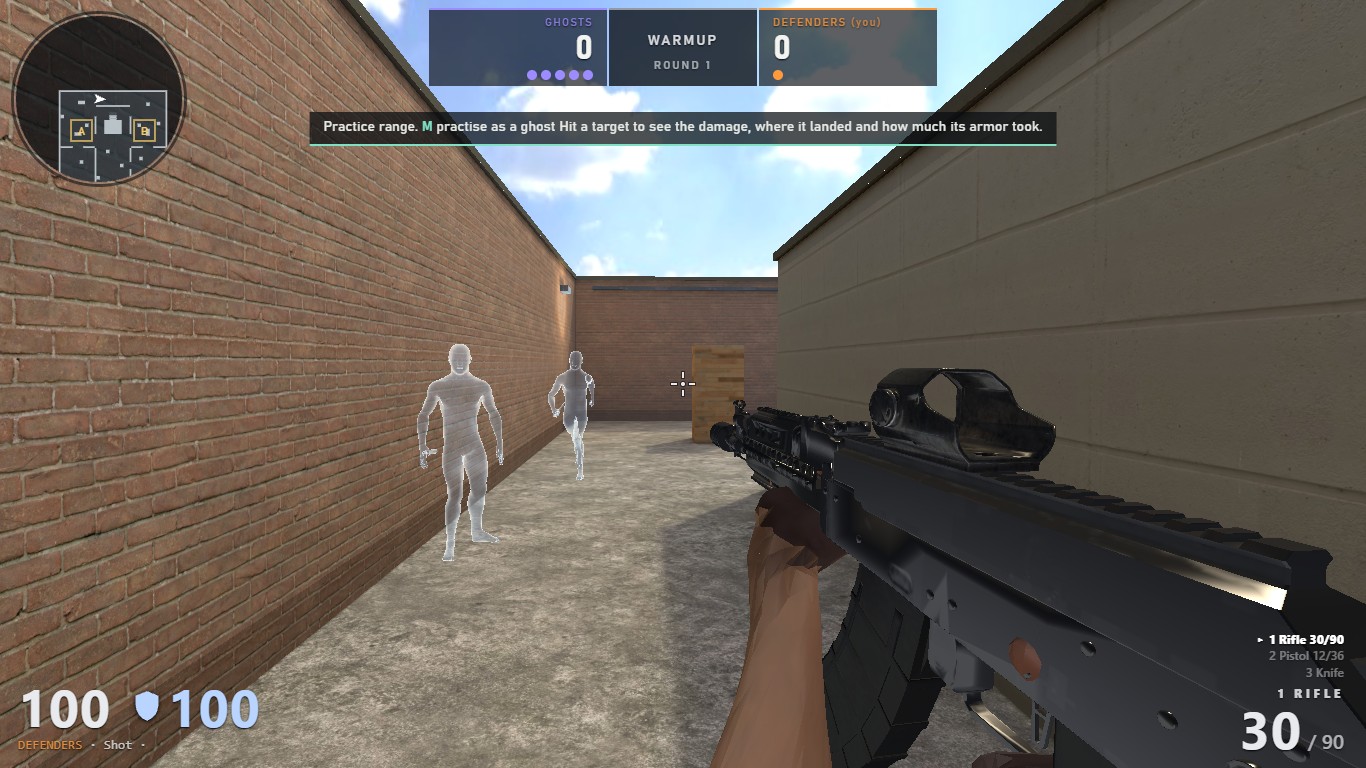 GHOSTS
0
WARMUP
ROUND 1
DEFENDERS (you)
0
Practice range. M practise as a ghost Hit a target to see the damage, where it landed and how much its armor took.
A
B
100 100
DEFENDERS · Shot ·
▸ 1 Rifle 30/90
2 Pistol 12/36
3 Knife
1 RIFLE
30 / 90